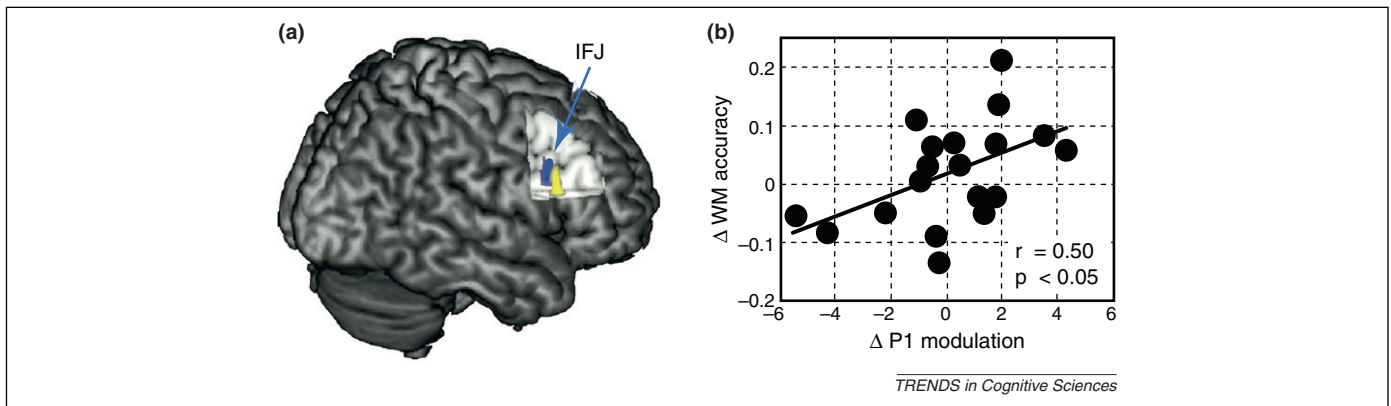 (a)
IFJ
(b)
Δ WM accuracy
0.2
0.1
0
–0.1
–0.2
r = 0.50
p < 0.05
–6 –4 –2 0 2 4 6
Δ P1 modulation
TRENDS in Cognitive Sciences